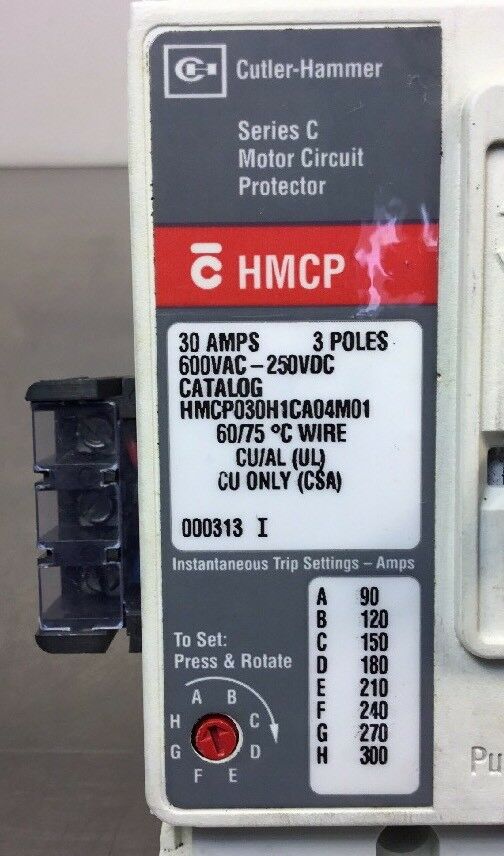 Cutler-Hammer
Series C
Motor Circuit
Protector
HMCP
30 AMPS 3 POLES
600VAC-250VDC
CATALOG
HMCP030H1CA04M01
60/75 °C WIRE
CU/AL (UL)
CU ONLY (CSA)
000313 I
Instantaneous Trip Settings – Amps
A 90
B 120
C 150
D 180
E 210
F 240
G 270
H 300
To Set:
Press & Rotate
A B
H C
G D
F E
Pu